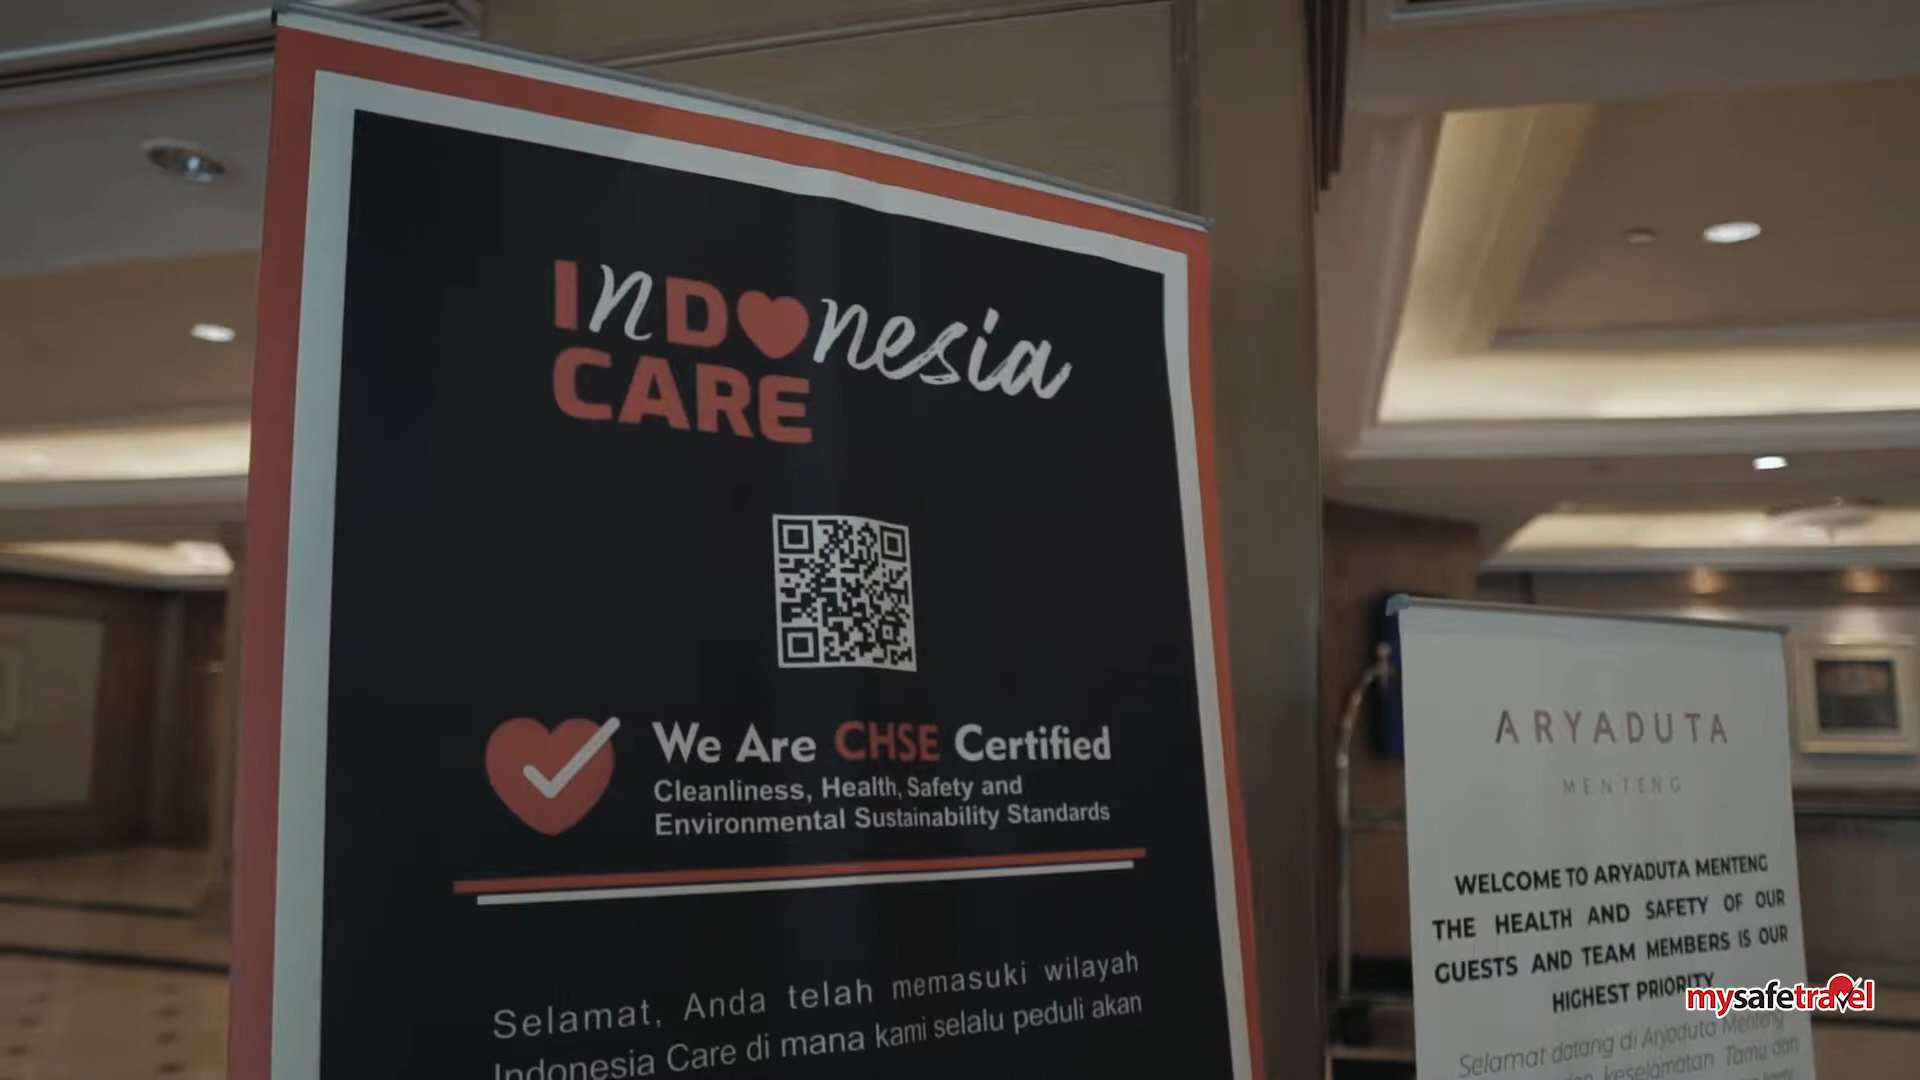 INDONesia
CARE
We Are CHSE Certified
Cleanliness, Health, Safety and
Environmental Sustainability Standards
Selamat, Anda telah memasuki wilayah
Indonesia Care di mana kami selalu peduli akan
ARYADUTA
MENTENG
WELCOME TO ARYADUTA MENTENG
THE HEALTH AND SAFETY OF OUR
GUESTS AND TEAM MEMBERS IS OUR
HIGHEST PRIORITY
Selamat datang di Aryaduta Menteng
keselamatan Tamu dan
mysafetravel